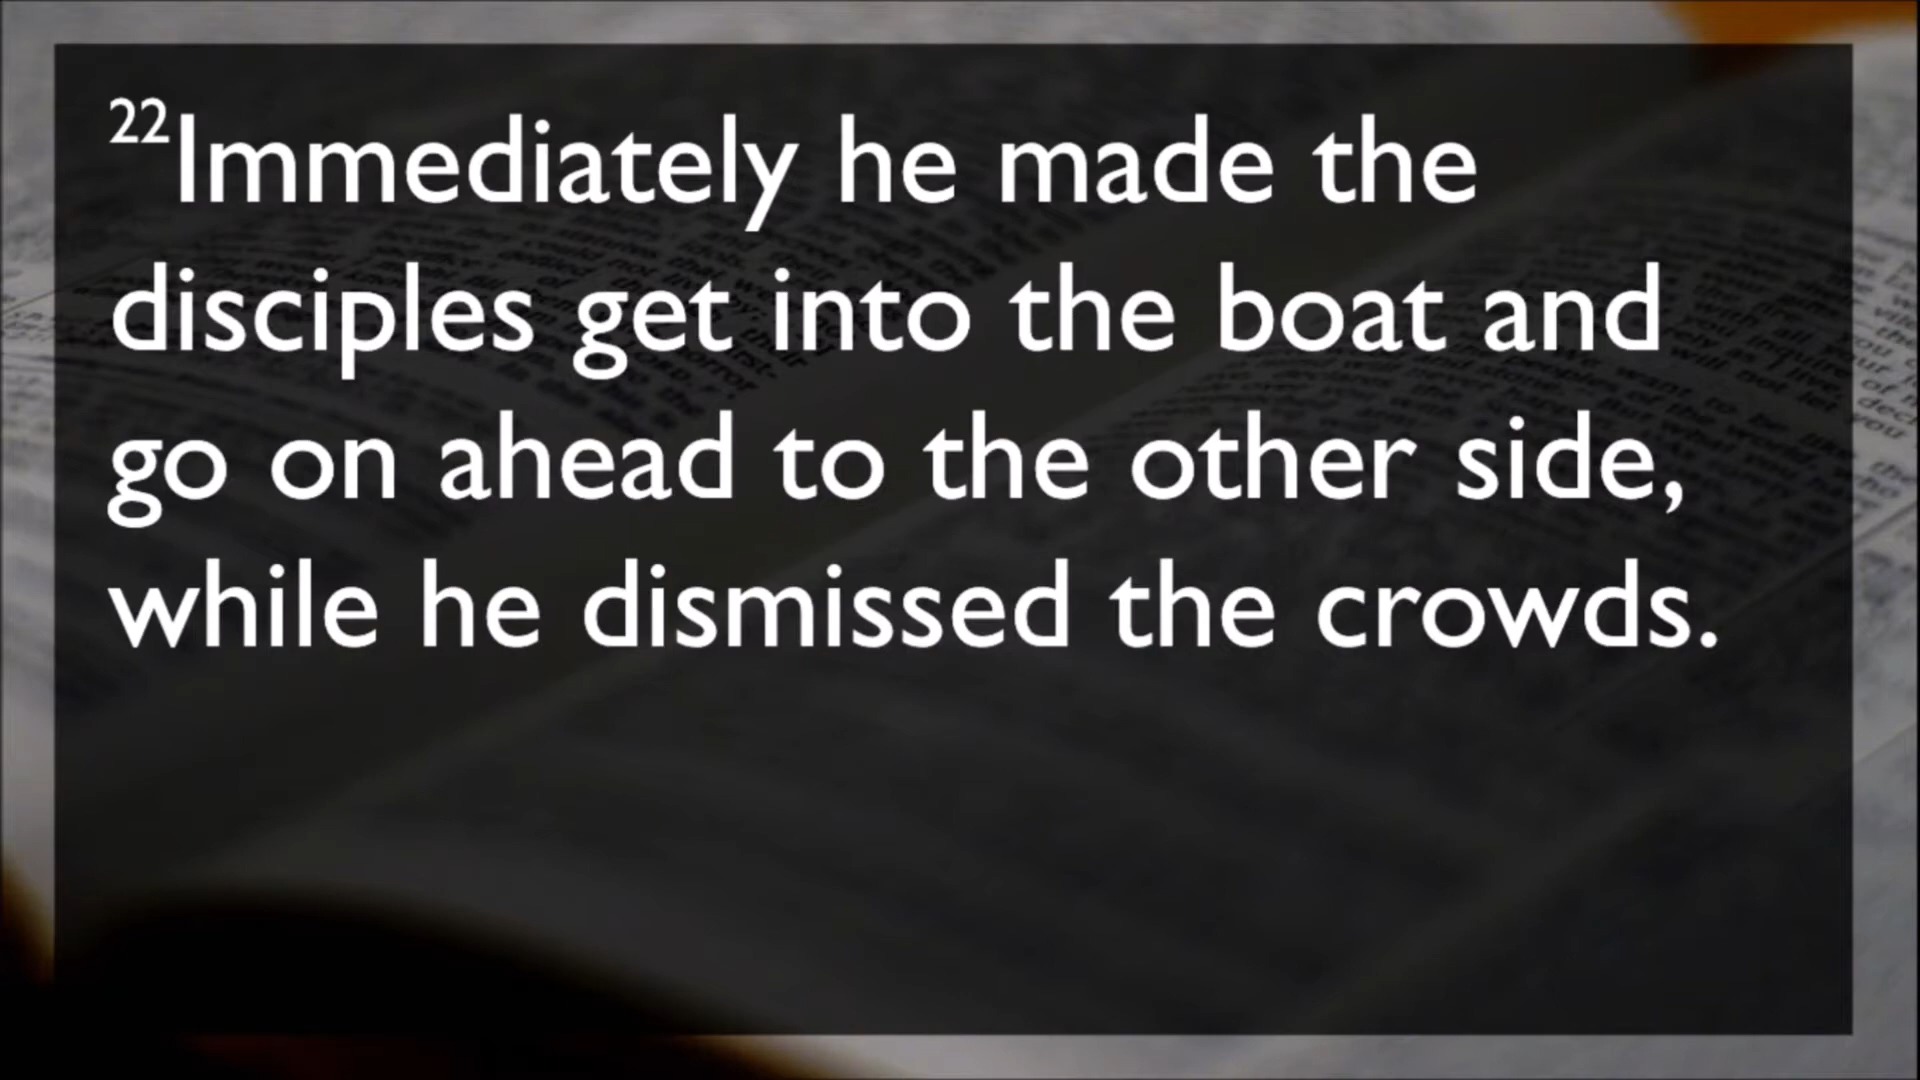 22Immediately he made the
disciples get into the boat and
go on ahead to the other side,
while he dismissed the crowds.